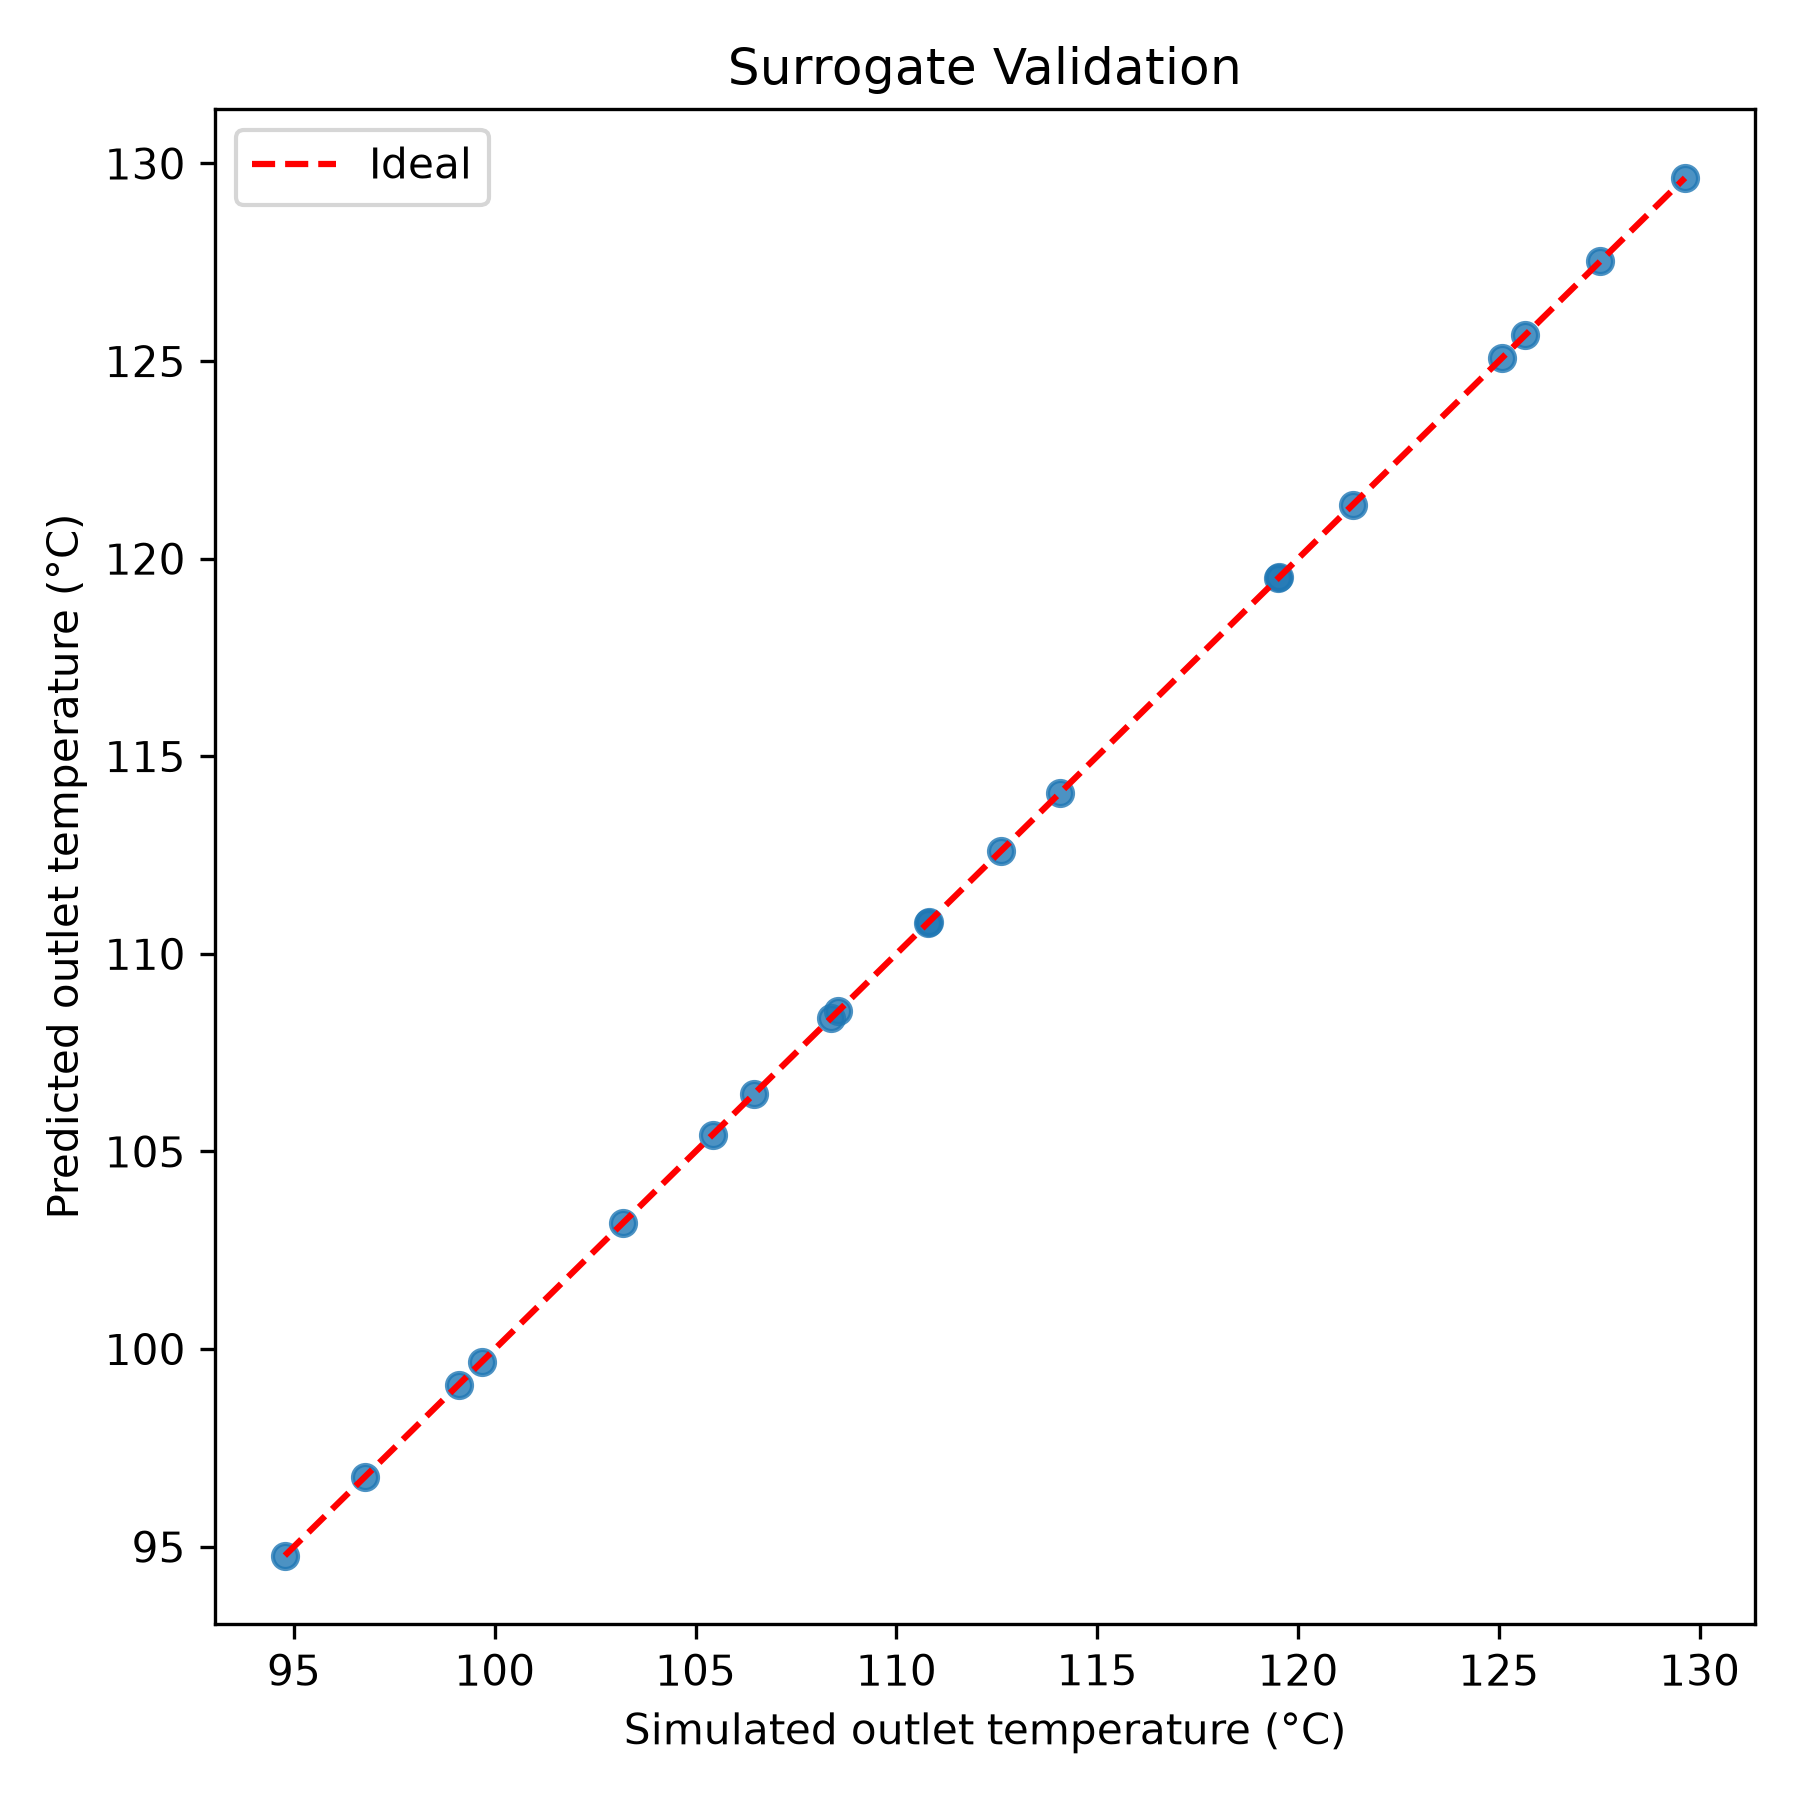 Surrogate Validation
Ideal
130
125
120
115
110
105
100
95
Predicted outlet temperature (°C)
95 100 105 110 115 120 125 130
Simulated outlet temperature (°C)